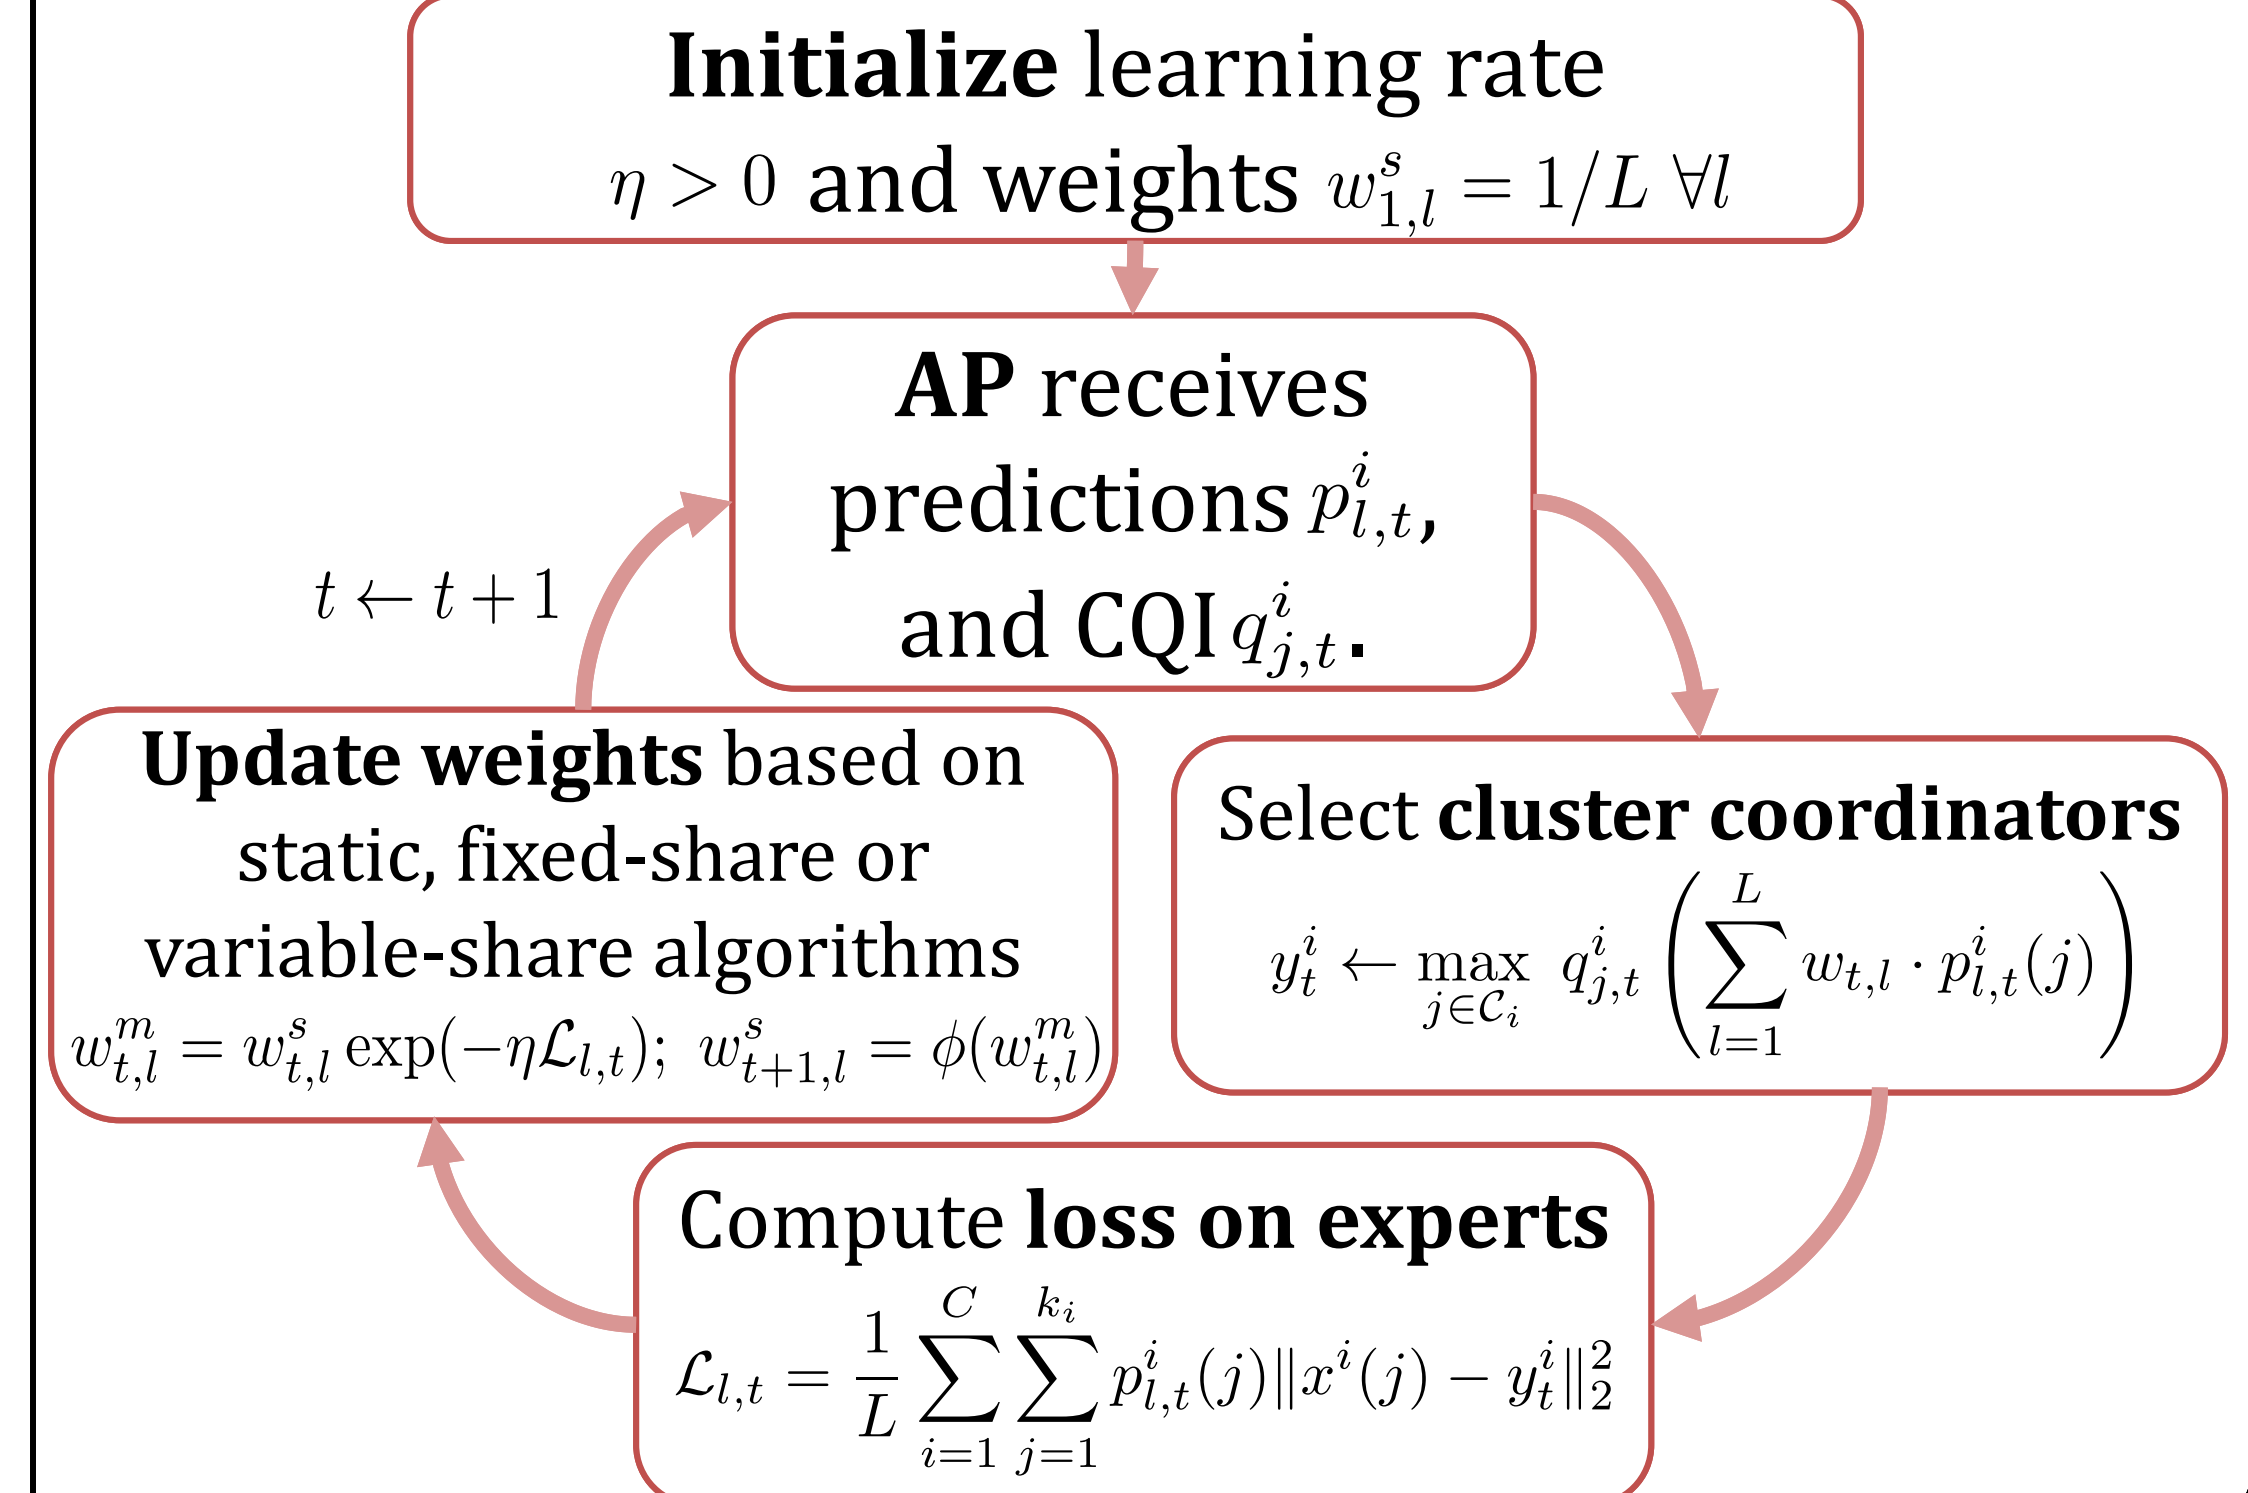 Initialize learning rate
η > 0 and weights w^s_{1,l} = 1/L ∀l
AP receives
predictions p^i_{l,t},
and CQI q^i_{j,t}.
t ← t + 1
Update weights based on
static, fixed-share or
variable-share algorithms
w^m_{t,l} = w^s_{t,l} exp(−ηℒ_{l,t}); w^s_{t+1,l} = ϕ(w^m_{t,l})
Select cluster coordinators
y^i_t ← max_{j∈𝒞_i} q^i_{j,t} (∑_{l=1}^{L} w_{t,l} · p^i_{l,t}(j))
Compute loss on experts
ℒ_{l,t} = 1/L ∑_{i=1}^{C} ∑_{j=1}^{k_i} p^i_{l,t}(j)‖x^i(j) − y^i_t‖^2_2